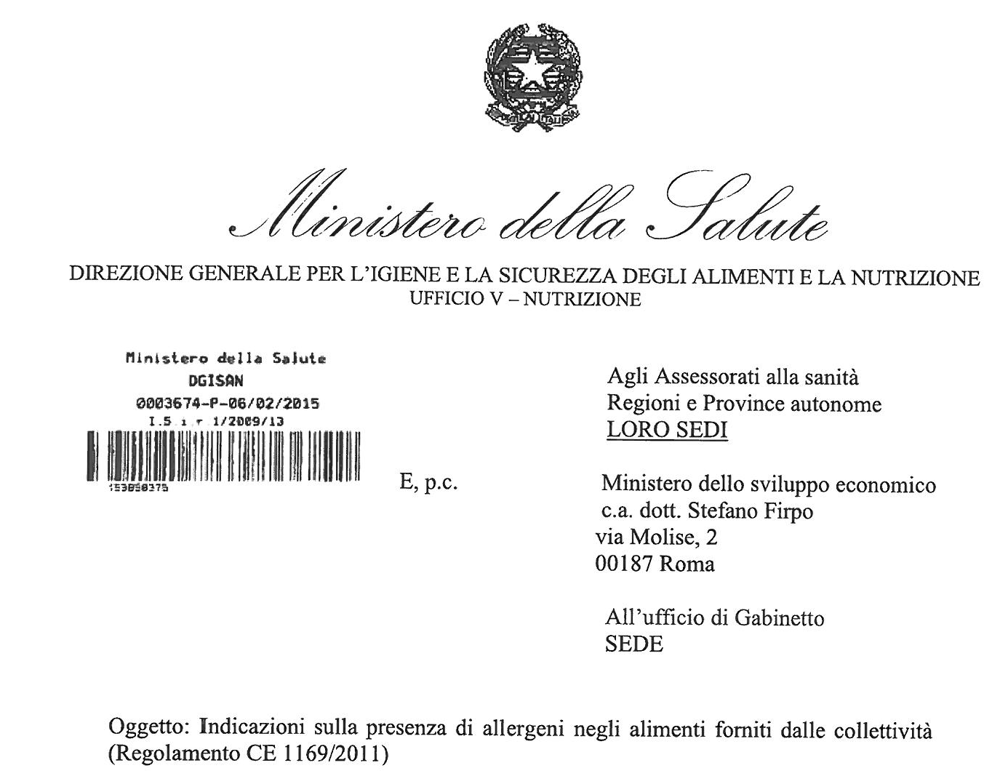 Ministero della Salute
DIREZIONE GENERALE PER L'IGIENE E LA SICUREZZA DEGLI ALIMENTI E LA NUTRIZIONE
UFFICIO V – NUTRIZIONE
Ministero della Salute
DGISAN
0003674-P-06/02/2015
1/2009/13
153050375
Agli Assessorati alla sanità
Regioni e Province autonome
LORO SEDI
E, p.c.
Ministero dello sviluppo economico
c.a. dott. Stefano Firpo
via Molise, 2
00187 Roma
All'ufficio di Gabinetto
SEDE
Oggetto: Indicazioni sulla presenza di allergeni negli alimenti forniti dalle collettività
(Regolamento CE 1169/2011)